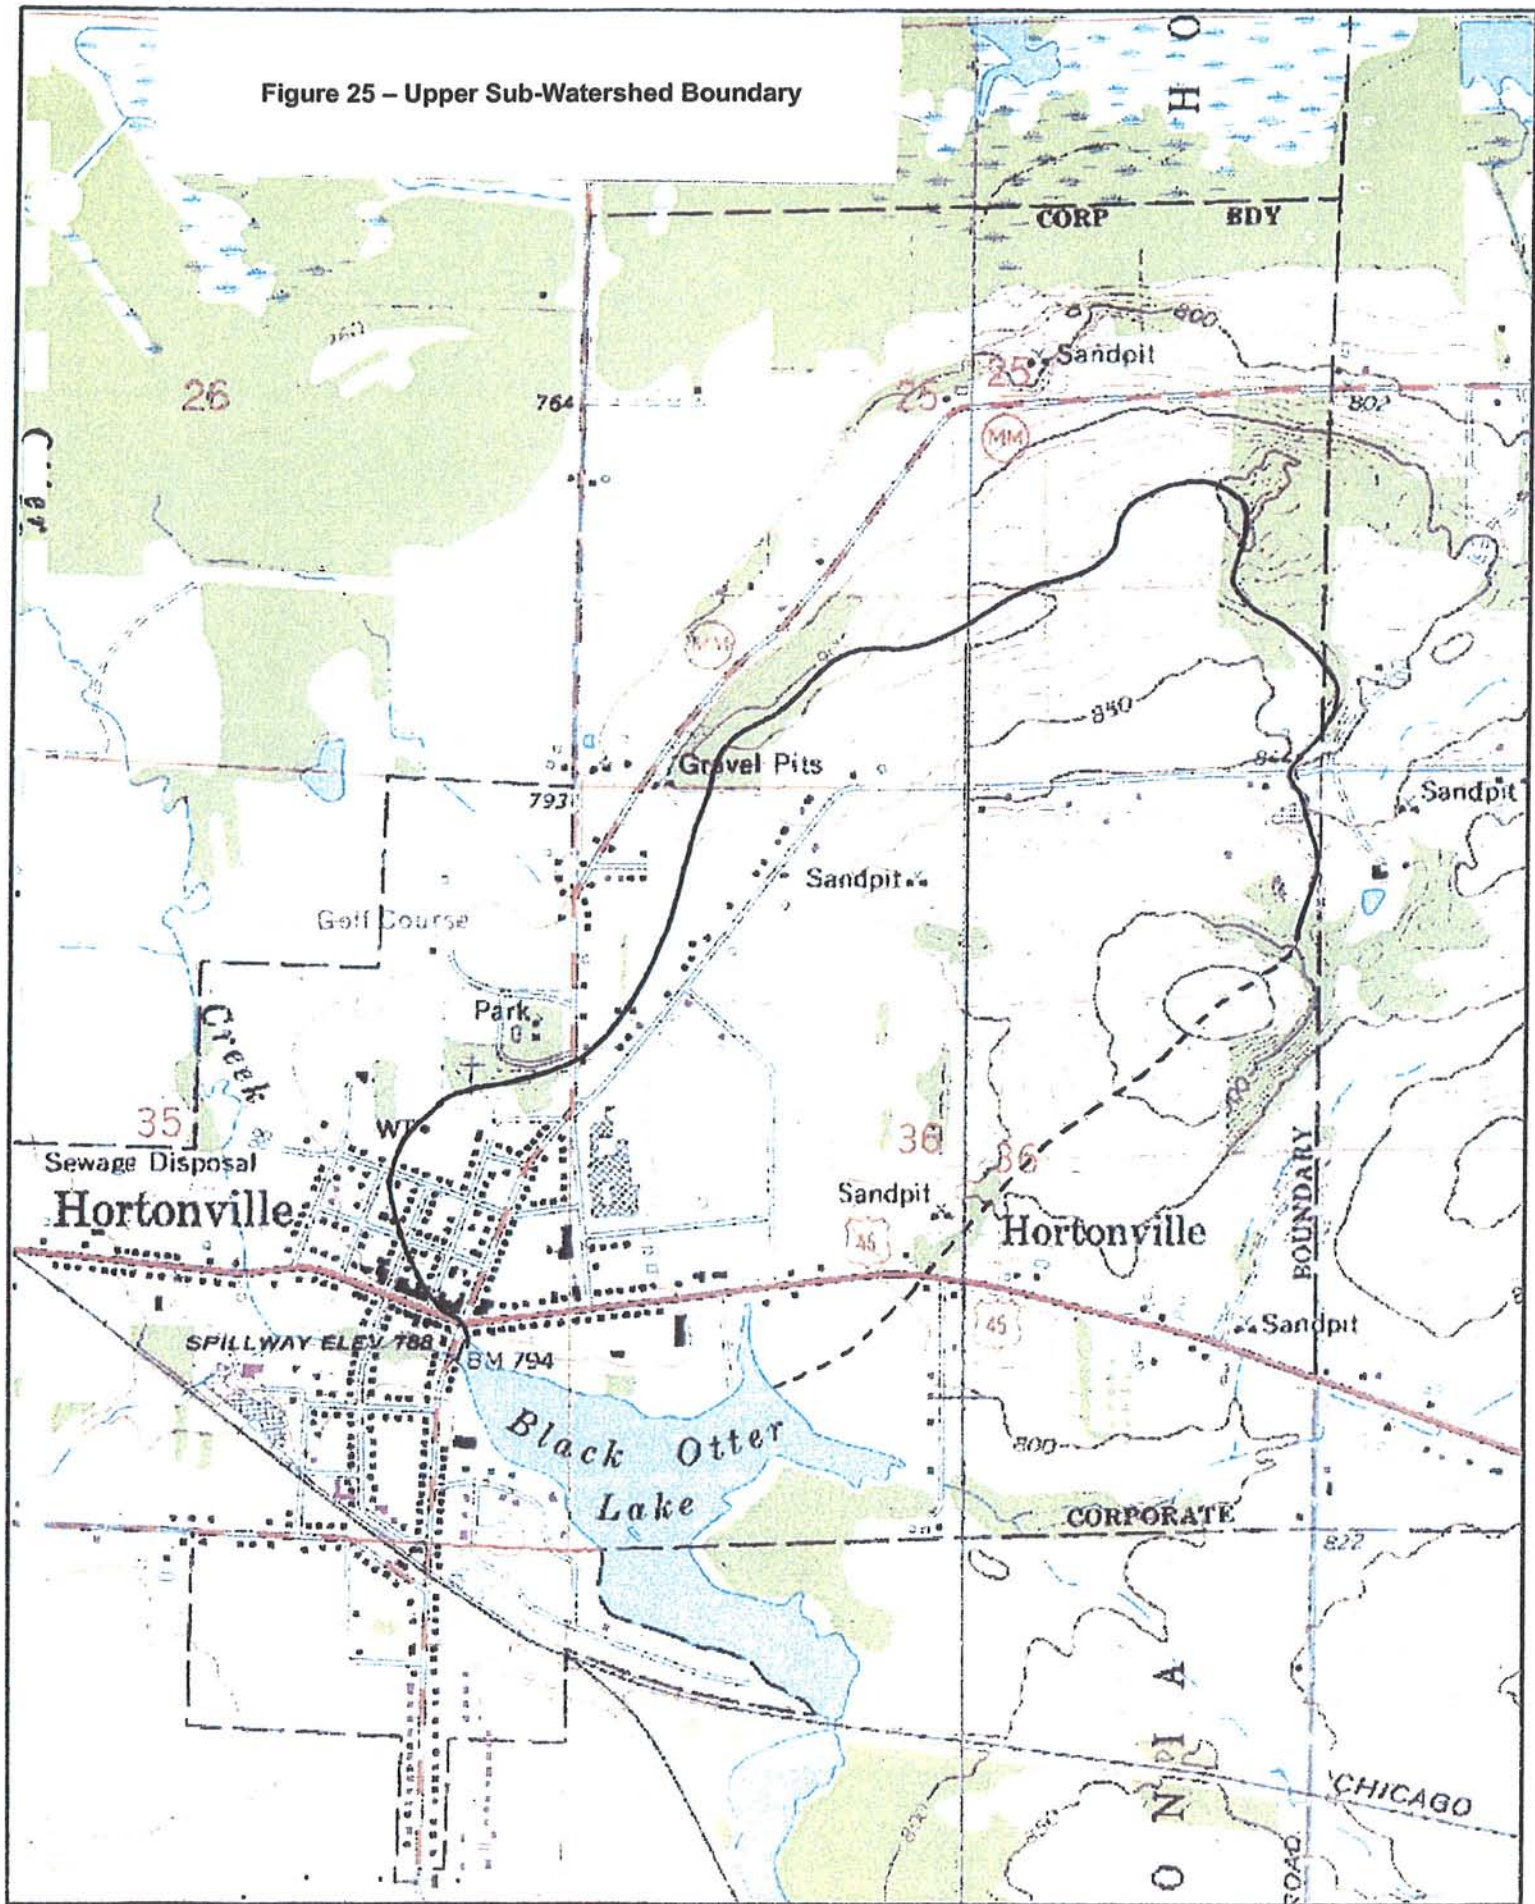 Figure 25 – Upper Sub-Watershed Boundary
H O
CORP BDY
800
Sandpit
26
25
25
764
802
MM
MM
850
Gravel Pits
793
Sandpit
Sandpit
Golf Course
Park
Creek
WT
35
36
36
Sewage Disposal
Hortonville
Sandpit
Hortonville
45
45
BOUNDARY
Sandpit
SPILLWAY ELEV 788
BM 794
Black Otter
Lake
800
CORPORATE
822
O N I A
CHICAGO
ROAD
800
850